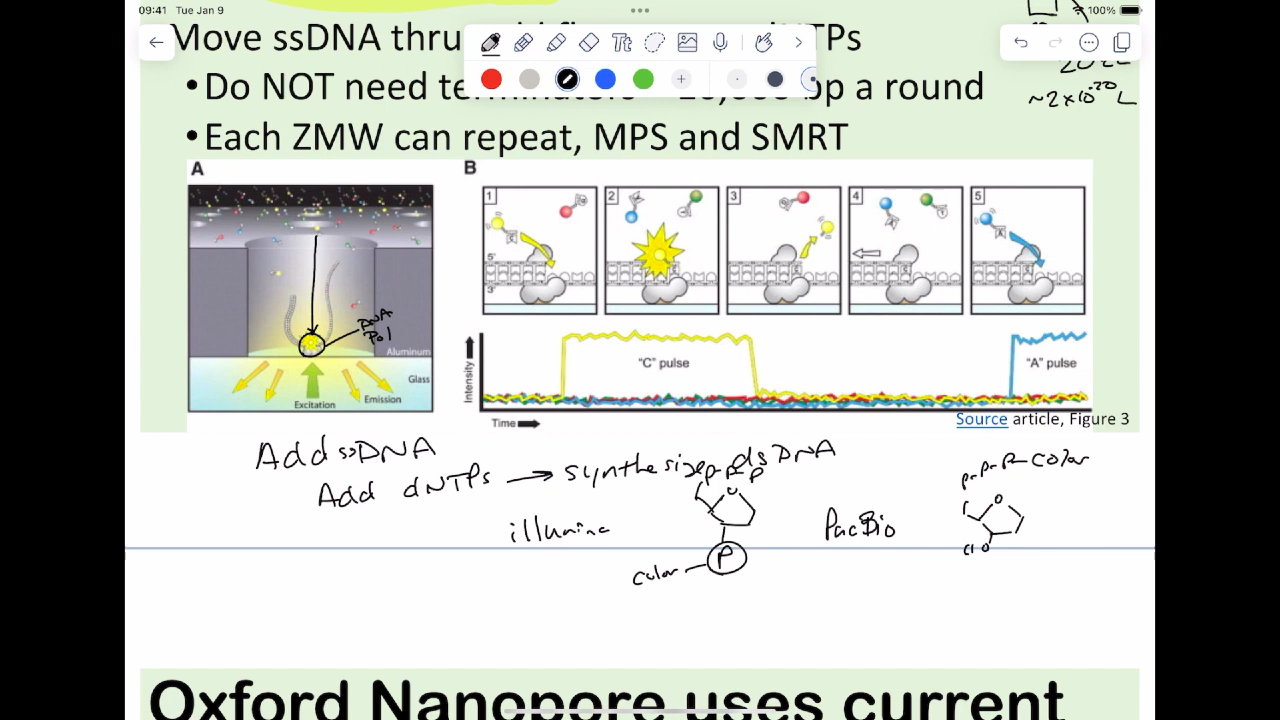 09:41 Tue Jan 9
100%
Move ssDNA thru
TPs
• Do NOT need
bp a round
~2x10⁻²⁰ L
• Each ZMW can repeat, MPS and SMRT
A
B
1
2
3
4
5
5'
3'
DNA
Pol
Aluminum
Glass
Excitation
Emission
Intensity
"C" pulse
"A" pulse
Time
Source article, Figure 3
Add ssDNA
Add dNTPs → synthesize dsDNA
P-P-P
O
illumina
P
color
PacBio
P-P-P-color
O
Oxford Nanopore uses current